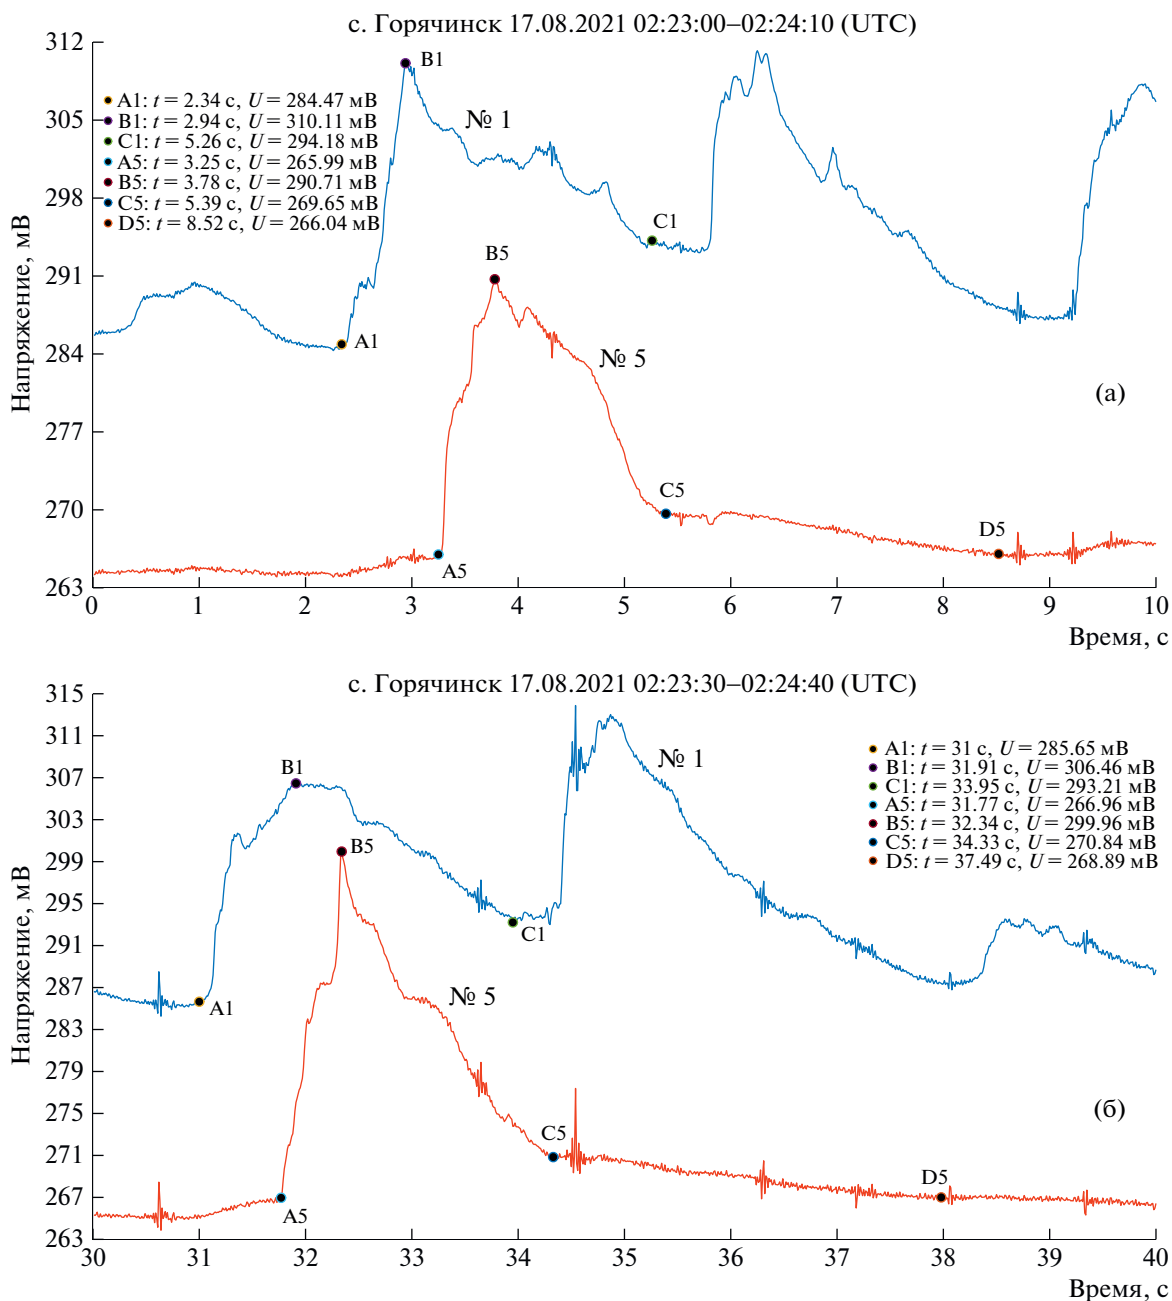 с. Горячинск 17.08.2021 02:23:00–02:24:10 (UTC)
312
305
298
291
284
277
270
263
Напряжение, мВ
A1: t = 2.34 с, U = 284.47 мВ
B1: t = 2.94 с, U = 310.11 мВ
C1: t = 5.26 с, U = 294.18 мВ
A5: t = 3.25 с, U = 265.99 мВ
B5: t = 3.78 с, U = 290.71 мВ
C5: t = 5.39 с, U = 269.65 мВ
D5: t = 8.52 с, U = 266.04 мВ
B1
№ 1
C1
B5
A1
№ 5
(а)
C5
D5
A5
0 1 2 3 4 5 6 7 8 9 10
Время, с
с. Горячинск 17.08.2021 02:23:30–02:24:40 (UTC)
315
311
307
303
299
295
291
287
283
279
275
271
267
263
Напряжение, мВ
A1: t = 31 с, U = 285.65 мВ
B1: t = 31.91 с, U = 306.46 мВ
C1: t = 33.95 с, U = 293.21 мВ
A5: t = 31.77 с, U = 266.96 мВ
B5: t = 32.34 с, U = 299.96 мВ
C5: t = 34.33 с, U = 270.84 мВ
D5: t = 37.49 с, U = 268.89 мВ
№ 1
B1
B5
C1
A1
№ 5
(б)
C5
D5
A5
30 31 32 33 34 35 36 37 38 39 40
Время, с